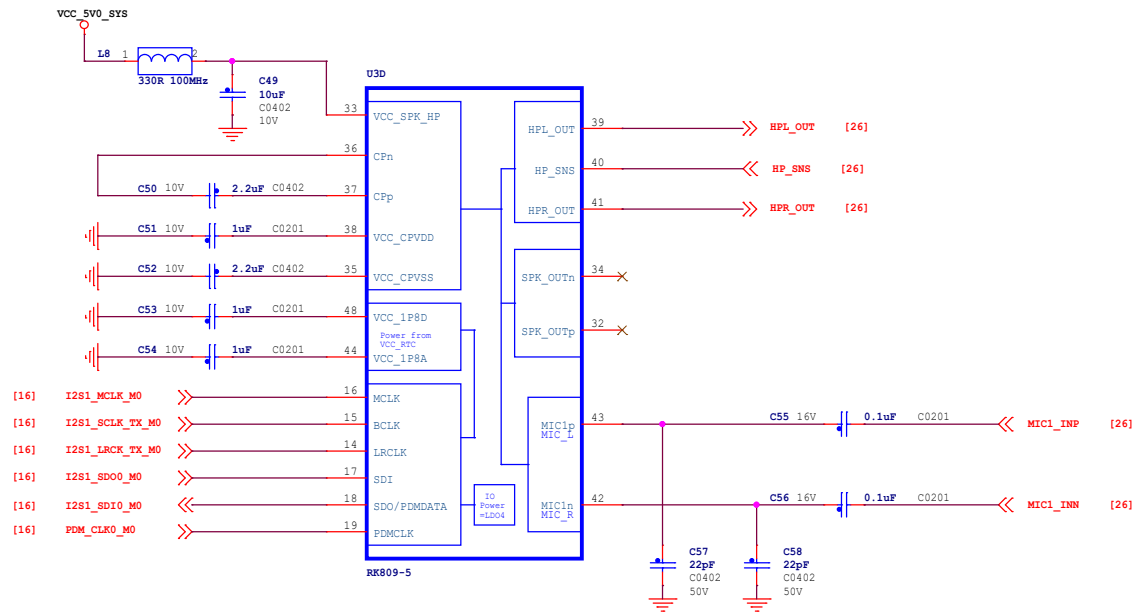 VCC_5V0_SYS
L8 1 2
330R 100MHz
C49
10uF
C0402
10V
U3D
33 VCC_SPK_HP
36 CPn
C50 10V 2.2uF C0402 37 CPp
C51 10V 1uF C0201 38 VCC_CPVDD
C52 10V 2.2uF C0402 35 VCC_CPVSS
C53 10V 1uF C0201 48 VCC_1P8D
Power from
VCC_RTC
C54 10V 1uF C0201 44 VCC_1P8A
[16] I2S1_MCLK_M0 16 MCLK
[16] I2S1_SCLK_TX_M0 15 BCLK
[16] I2S1_LRCK_TX_M0 14 LRCLK
[16] I2S1_SDO0_M0 17 SDI
[16] I2S1_SDI0_M0 18 SDO/PDMDATA
[16] PDM_CLK0_M0 19 PDMCLK
IO
Power
=LDO4
RK809-5
HPL_OUT 39 HPL_OUT [26]
HP_SNS 40 HP_SNS [26]
HPR_OUT 41 HPR_OUT [26]
SPK_OUTn 34
SPK_OUTp 32
MIC1p 43 C55 16V 0.1uF C0201 MIC1_INP [26]
MIC_L
MIC1n 42 C56 16V 0.1uF C0201 MIC1_INN [26]
MIC_R
C57
22pF
C0402
50V
C58
22pF
C0402
50V